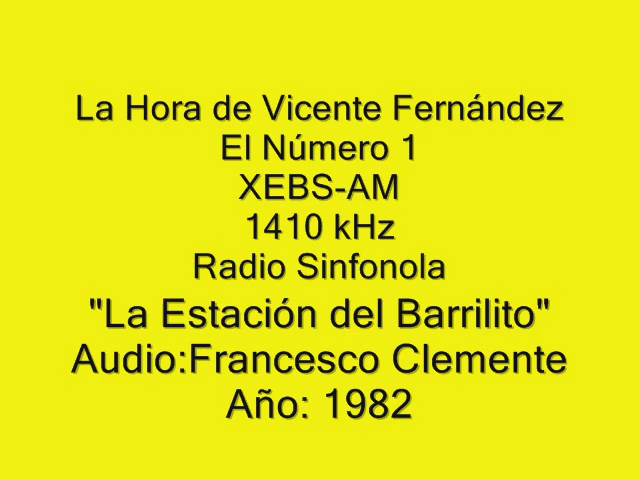 La Hora de Vicente Fernández
El Número 1
XEBS-AM
1410 kHz
Radio Sinfonola
"La Estación del Barrilito"
Audio:Francesco Clemente
Año: 1982